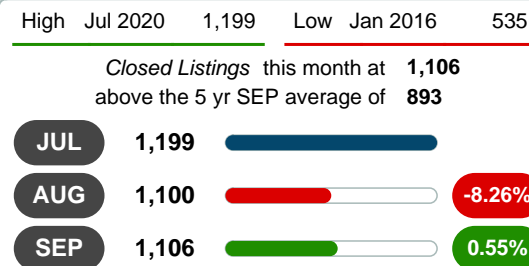 High Jul 2020 1,199 Low Jan 2016 535
Closed Listings this month at 1,106
above the 5 yr SEP average of 893
JUL 1,199
AUG 1,100 -8.26%
SEP 1,106 0.55%